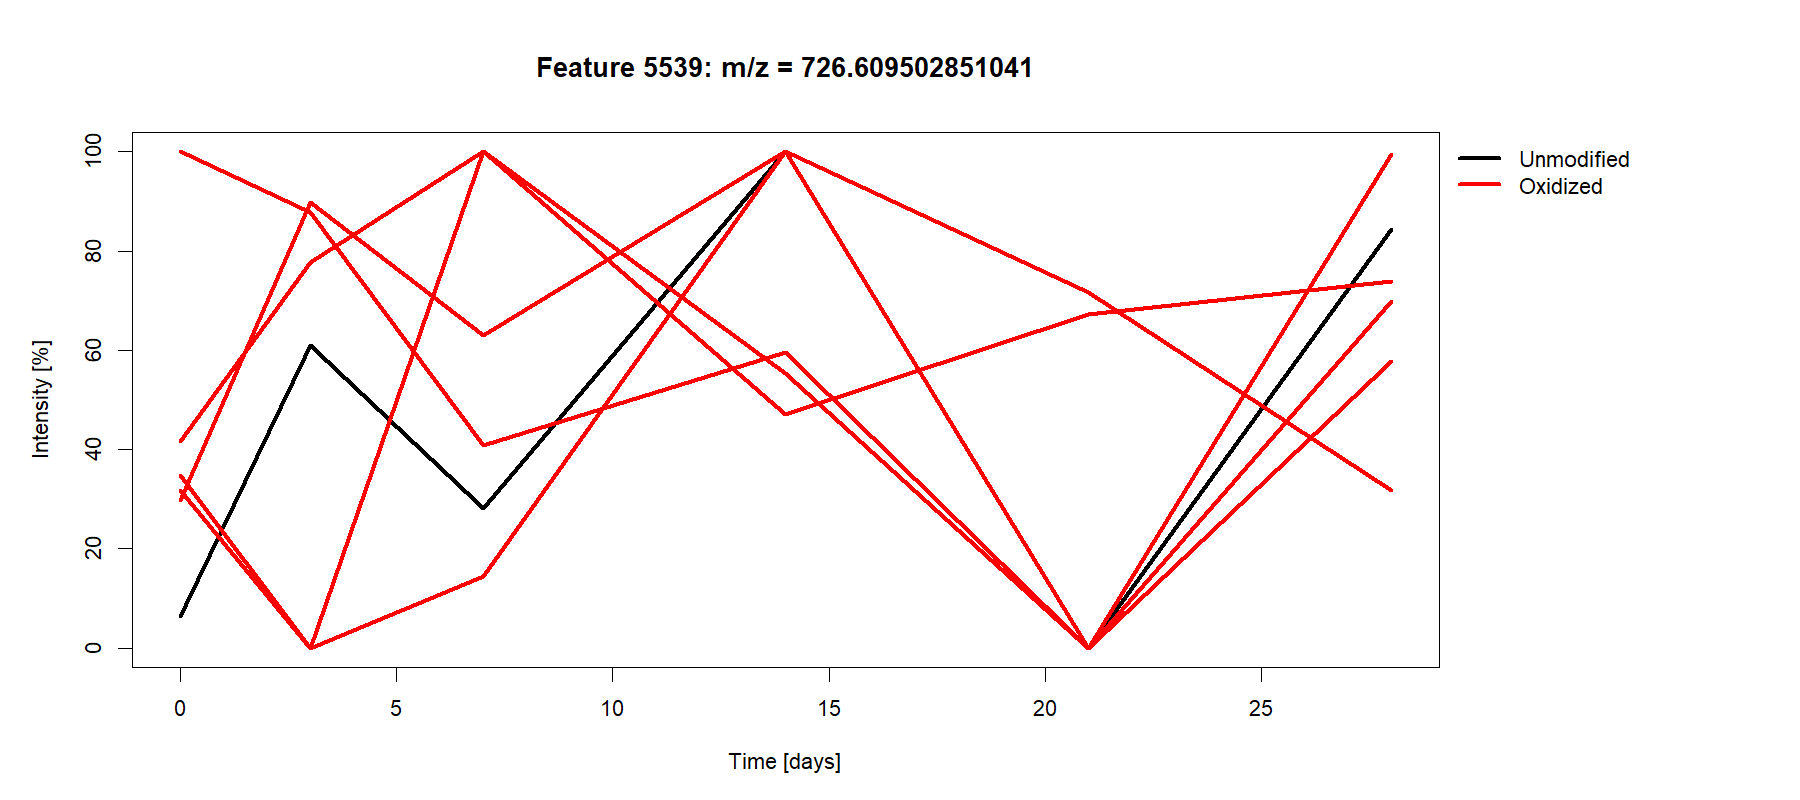 Feature 5539: m/z = 726.609502851041
Unmodified
Oxidized
Intensity [%]
100
80
60
40
20
0
0 5 10 15 20 25
Time [days]